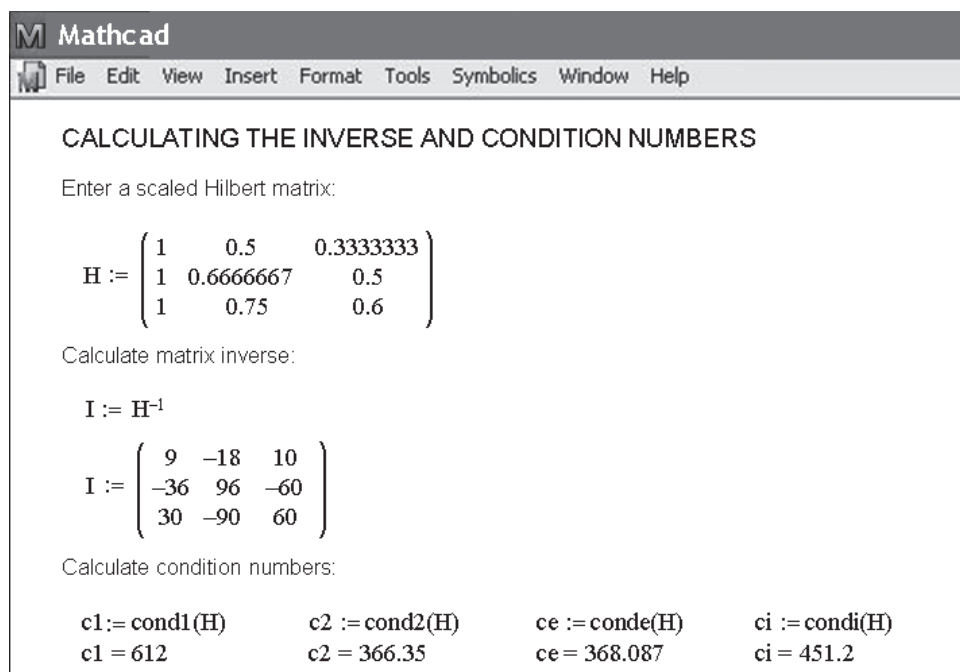 M Mathcad
File Edit View Insert Format Tools Symbolics Window Help
CALCULATING THE INVERSE AND CONDITION NUMBERS
Enter a scaled Hilbert matrix:
1 0.5 0.3333333
H := 1 0.6666667 0.5
1 0.75 0.6
Calculate matrix inverse:
I := H⁻¹
9 –18 10
I := –36 96 –60
30 –90 60
Calculate condition numbers:
c1:= cond1(H) c2 := cond2(H) ce := conde(H) ci := condi(H)
c1 = 612 c2 = 366.35 ce = 368.087 ci = 451.2